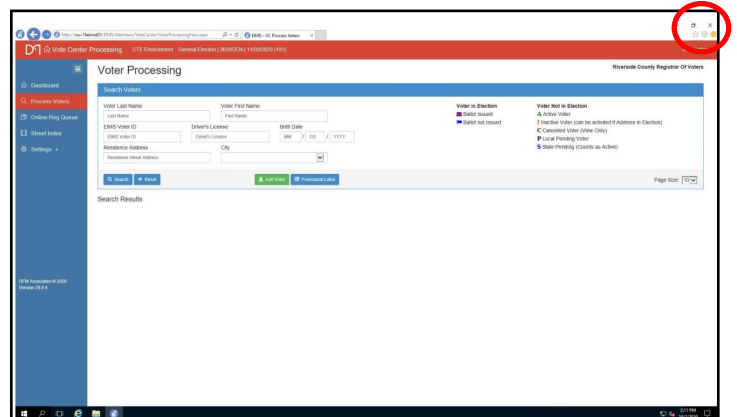 EIMS - VC Process Voters
Vote Center Processing CTE Environment General Election | 2020GEN | 11/03/2020 (101)
Voter Processing
Riverside County Registrar Of Voters
Dashboard
Process Voters
Online Reg Queue
Street Index
Settings
Search Voters
Voter Last Name Voter First Name
Last Name First Name
EIMS Voter ID Driver's License Birth Date
EIMS Voter ID Driver's License MM / DD / YYYY
Residence Address City
Residence Street Address
Voter in Election
Ballot Issued
Ballot not Issued
Voter Not in Election
A Active Voter
I Inactive Voter (can be activated if Address in Election)
C Cancelled Voter (View Only)
P Local Pending Voter
S State Pending (Counts as Active)
Search Reset Add Voter Provisional Label Page Size: 10
Search Results
DFM Associates © 2020
Version 20.0.4
2:11 PM